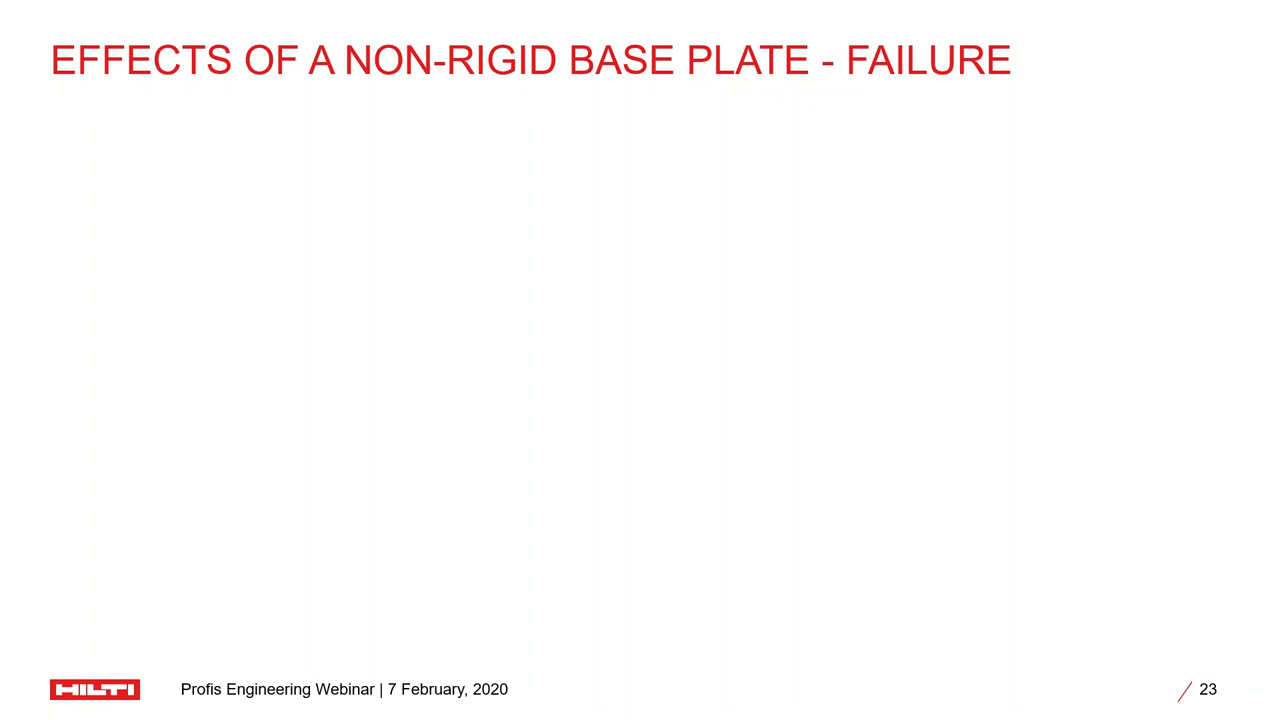 EFFECTS OF A NON-RIGID BASE PLATE - FAILURE
HILTI
Profis Engineering Webinar | 7 February, 2020
23